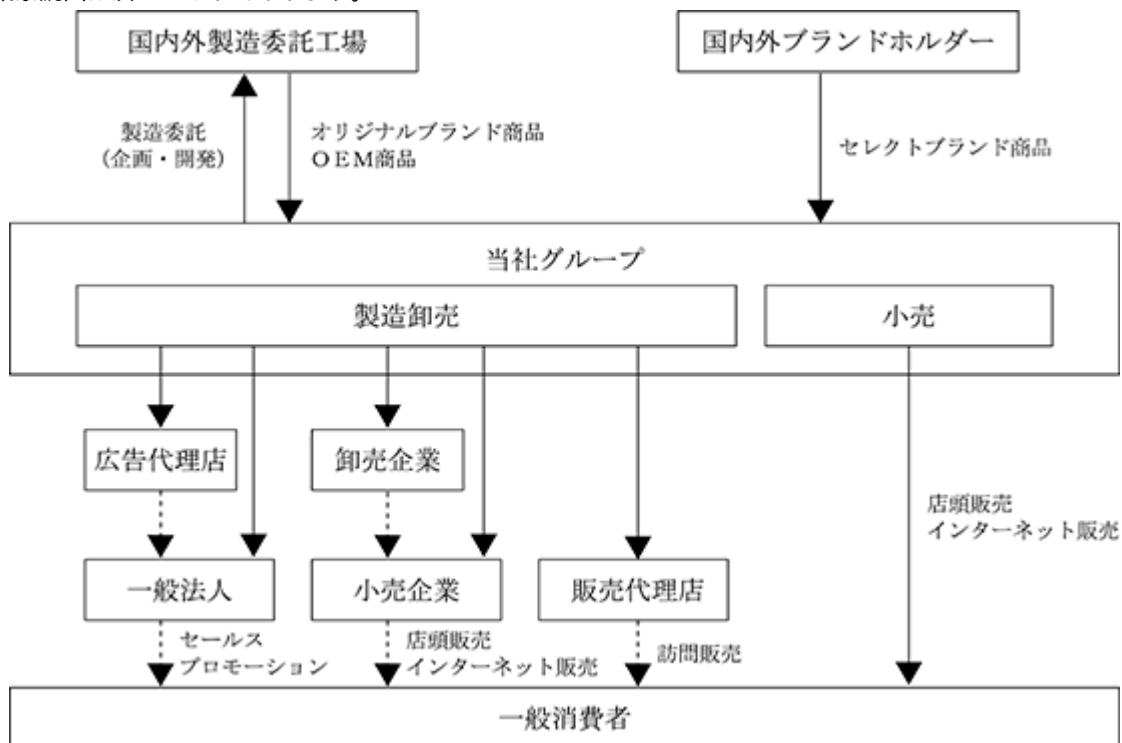 国内外製造委託工場
国内外ブランドホルダー
製造委託
(企画・開発)
オリジナルブランド商品
OEM商品
セレクトブランド商品
当社グループ
製造卸売
小売
広告代理店
卸売企業
店頭販売
インターネット販売
一般法人
小売企業
販売代理店
セールス
プロモーション
店頭販売
インターネット販売
訪問販売
一般消費者